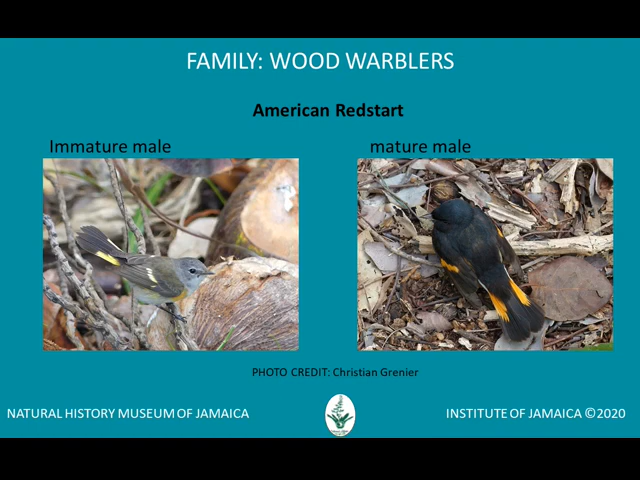 FAMILY: WOOD WARBLERS
American Redstart
Immature male
mature male
PHOTO CREDIT: Christian Grenier
NATURAL HISTORY MUSEUM OF JAMAICA
INSTITUTE OF JAMAICA ©2020